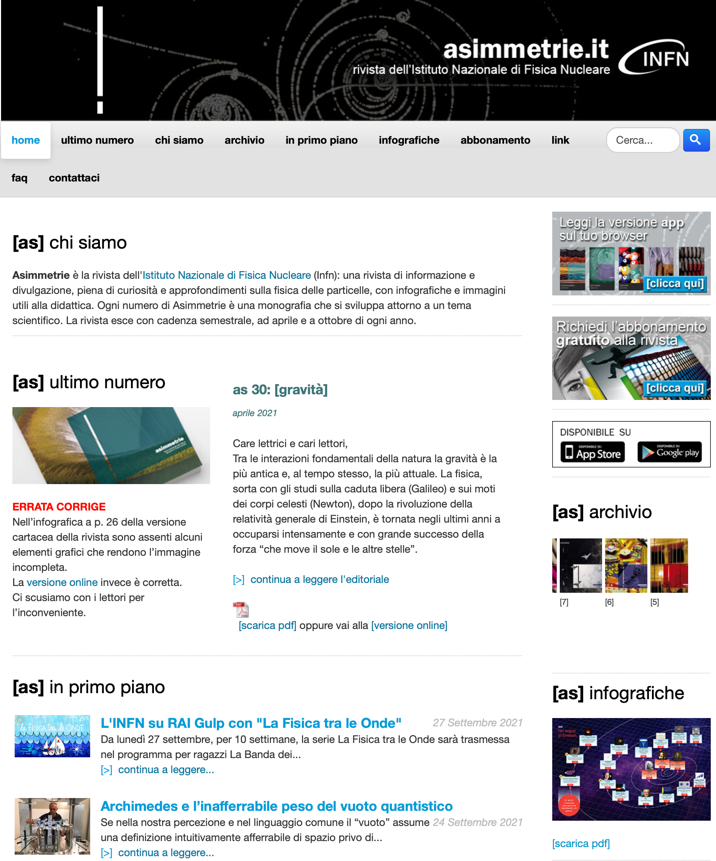 asimmetrie.it
rivista dell'Istituto Nazionale di Fisica Nucleare
INFN
home
ultimo numero
chi siamo
archivio
in primo piano
infografiche
abbonamento
link
Cerca...
faq
contattaci
[as] chi siamo
Asimmetrie è la rivista dell'Istituto Nazionale di Fisica Nucleare (Infn): una rivista di informazione e
divulgazione, piena di curiosità e approfondimenti sulla fisica delle particelle, con infografiche e immagini
utili alla didattica. Ogni numero di Asimmetrie è una monografia che si sviluppa attorno a un tema
scientifico. La rivista esce con cadenza semestrale, ad aprile e a ottobre di ogni anno.
[as] ultimo numero
asimmetrie
ERRATA CORRIGE
Nell'infografica a p. 26 della versione
cartacea della rivista sono assenti alcuni
elementi grafici che rendono l'immagine
incompleta.
La versione online invece è corretta.
Ci scusiamo con i lettori per
l'inconveniente.
as 30: [gravità]
aprile 2021
Care lettrici e cari lettori,
Tra le interazioni fondamentali della natura la gravità è la
più antica e, al tempo stesso, la più attuale. La fisica,
sorta con gli studi sulla caduta libera (Galileo) e sui moti
dei corpi celesti (Newton), dopo la rivoluzione della
relatività generale di Einstein, è tornata negli ultimi anni a
occuparsi intensamente e con grande successo della
forza “che move il sole e le altre stelle”.
[>] continua a leggere l'editoriale
[scarica pdf] oppure vai alla [versione online]
[as] in primo piano
L'INFN su RAI Gulp con "La Fisica tra le Onde"
27 Settembre 2021
Da lunedì 27 settembre, per 10 settimane, la serie La Fisica tra le Onde sarà trasmessa
nel programma per ragazzi La Banda dei...
[>] continua a leggere...
Archimedes e l’inafferrabile peso del vuoto quantistico
Se nella nostra percezione e nel linguaggio comune il “vuoto” assume
24 Settembre 2021
una definizione intuitivamente afferrabile di spazio privo di...
[>] continua a leggere...
Leggi la versione app
sul tuo browser
[clicca qui]
Richiedi l'abbonamento
gratuito alla rivista
[clicca qui]
DISPONIBILE SU
App Store
Google play
[as] archivio
[7]
[6]
[5]
[as] infografiche
[scarica pdf]